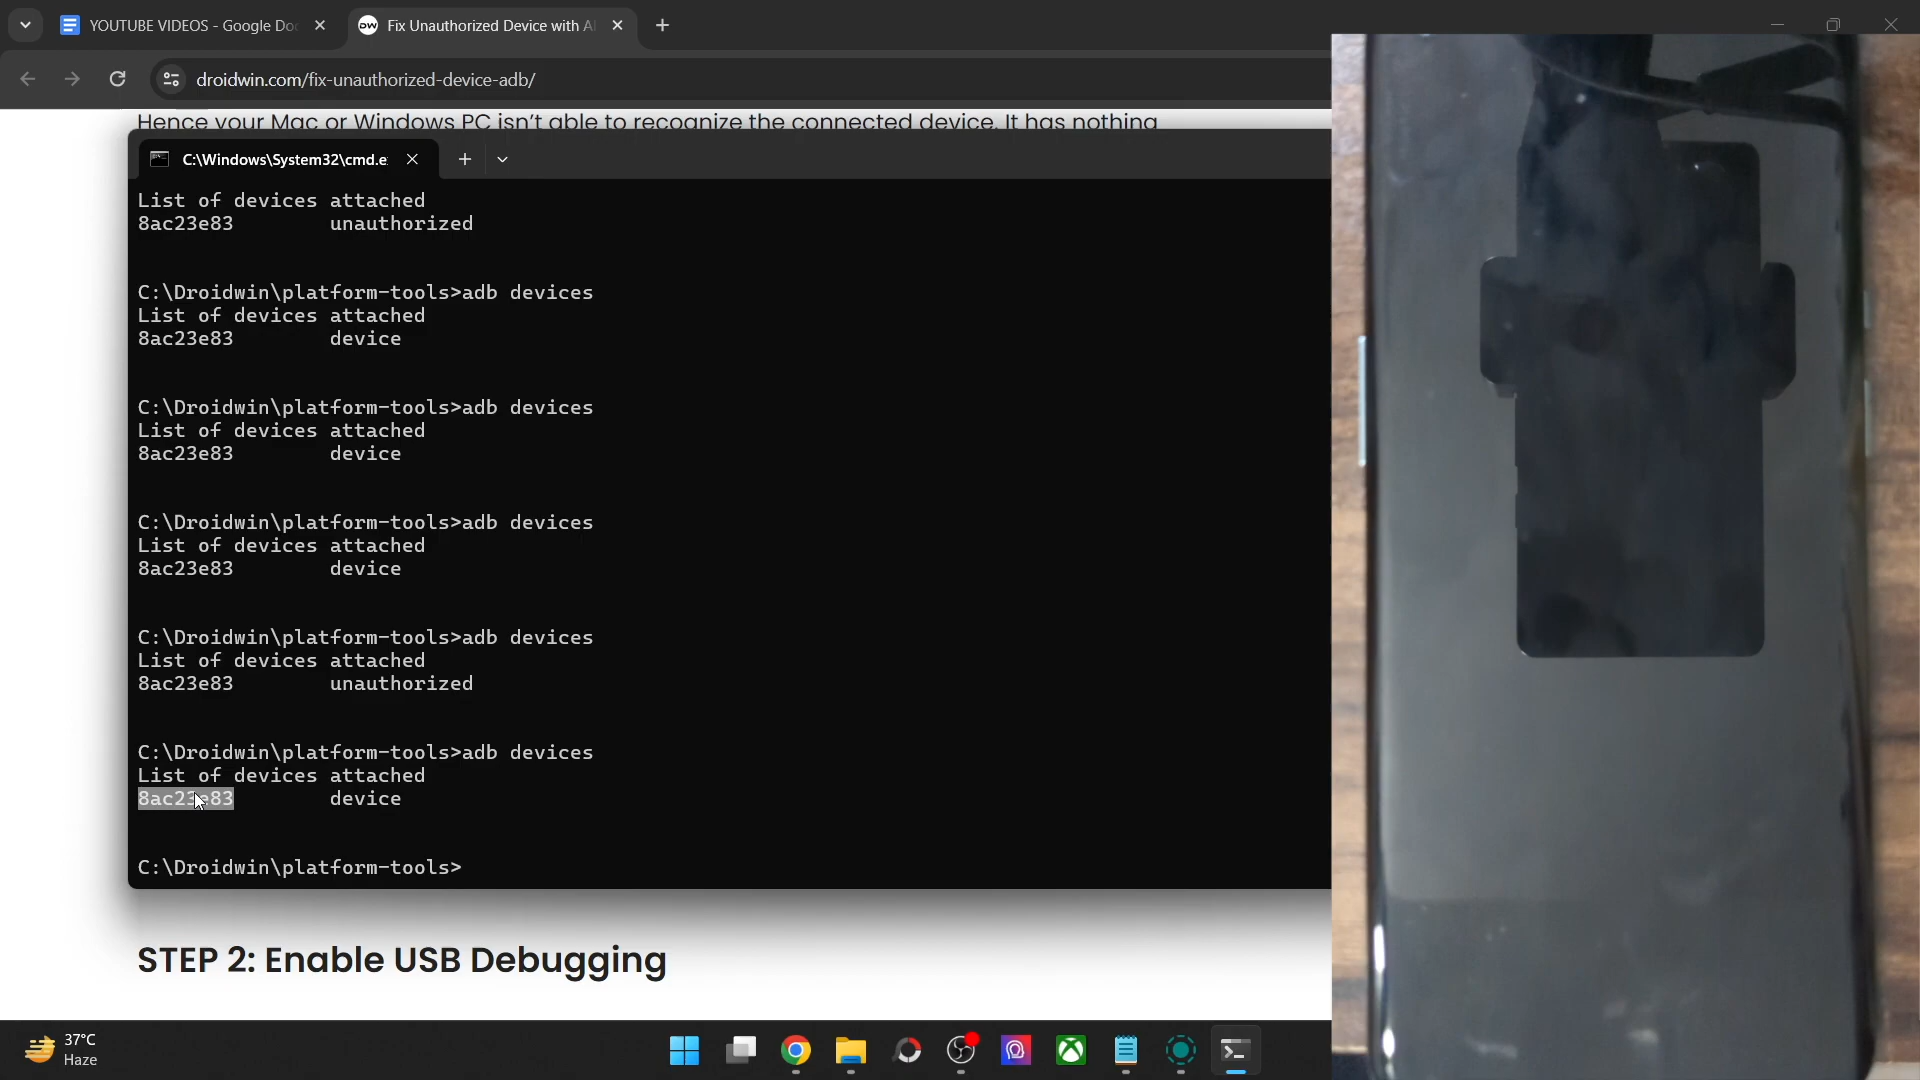 YOUTUBE VIDEOS - Google Do
Fix Unauthorized Device with A
droidwin.com/fix-unauthorized-device-adb/
Hence your Mac or Windows PC isn't able to recognize the connected device. It has nothing
C:\Windows\System32\cmd.e
List of devices attached
8ac23e83 unauthorized
C:\Droidwin\platform-tools>adb devices
List of devices attached
8ac23e83 device
C:\Droidwin\platform-tools>adb devices
List of devices attached
8ac23e83 device
C:\Droidwin\platform-tools>adb devices
List of devices attached
8ac23e83 device
C:\Droidwin\platform-tools>adb devices
List of devices attached
8ac23e83 unauthorized
C:\Droidwin\platform-tools>adb devices
List of devices attached
8ac23e83 device
C:\Droidwin\platform-tools>
STEP 2: Enable USB Debugging
37°C
Haze